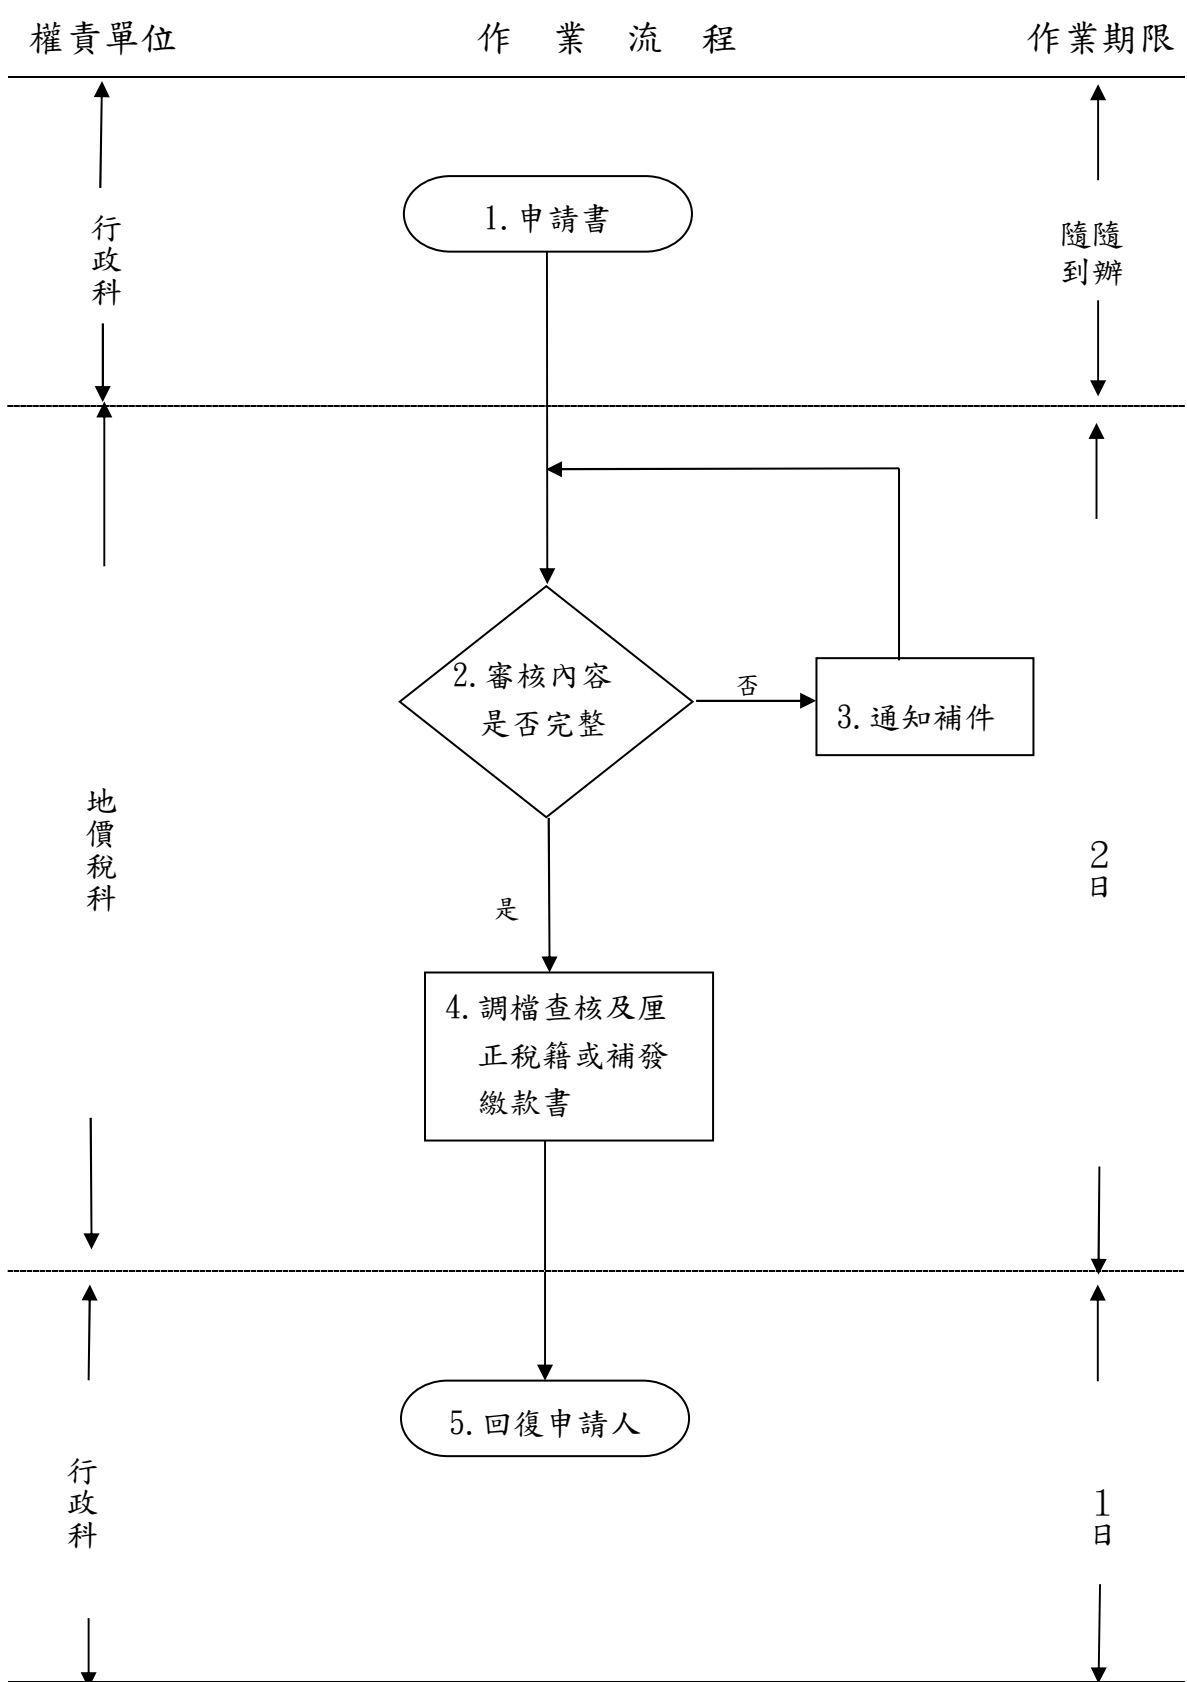 權責單位
作業流程
作業期限
行政科
1.申請書
隨到
隨辦
2.審核內容
是否完整
否
3.通知補件
地價稅科
2日
是
4.調檔查核及厘
正稅籍或補發
繳款書
5.回復申請人
行政科
1日